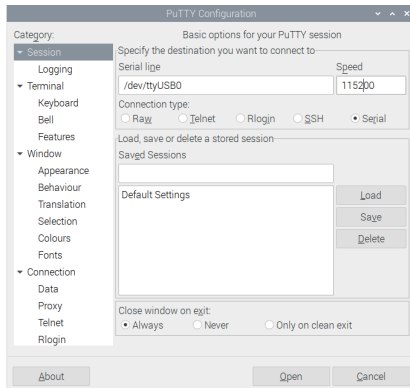 PuTTY Configuration
Category:
Session
Logging
Terminal
Keyboard
Bell
Features
Window
Appearance
Behaviour
Translation
Selection
Colours
Fonts
Connection
Data
Proxy
Telnet
Rlogin
Basic options for your PuTTY session
Specify the destination you want to connect to
Serial line Speed
/dev/ttyUSB0 115200
Connection type:
Raw Telnet Rlogin SSH Serial
Load, save or delete a stored session
Saved Sessions
Default Settings
Load
Save
Delete
Close window on exit:
Always Never Only on clean exit
About Open Cancel